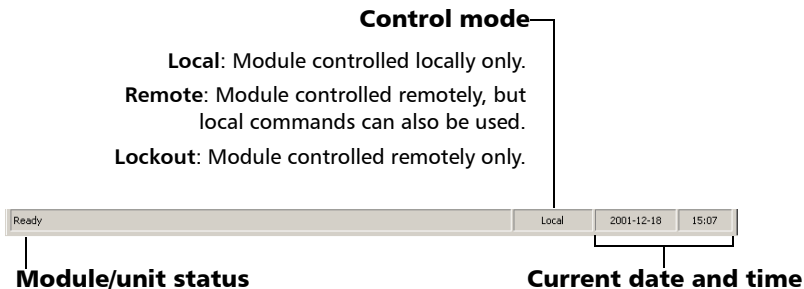 Control mode
Local: Module controlled locally only.
Remote: Module controlled remotely, but
local commands can also be used.
Lockout: Module controlled remotely only.
Ready Local 2001-12-18 15:07
Module/unit status Current date and time